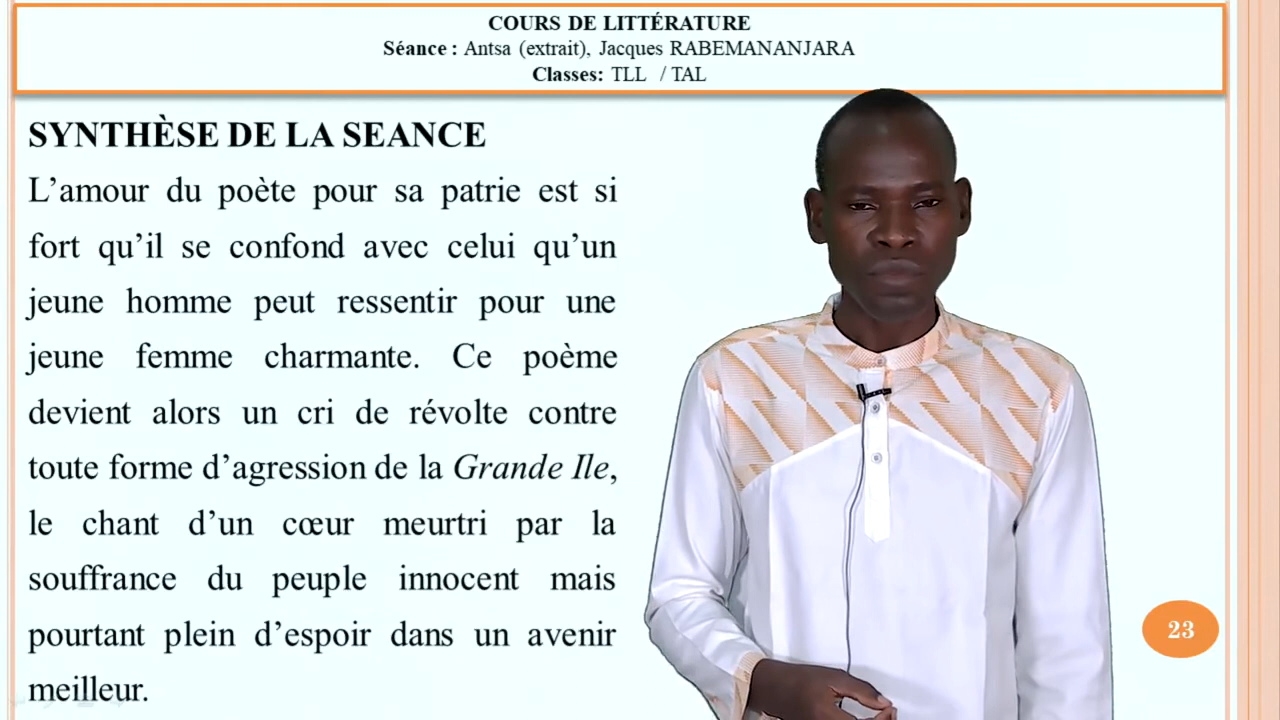 COURS DE LITTÉRATURE
Séance : Antsa (extrait), Jacques RABEMANANJARA
Classes: TLL / TAL
SYNTHÈSE DE LA SEANCE
L’amour du poète pour sa patrie est si
fort qu’il se confond avec celui qu’un
jeune homme peut ressentir pour une
jeune femme charmante. Ce poème
devient alors un cri de révolte contre
toute forme d’agression de la Grande Ile,
le chant d’un cœur meurtri par la
souffrance du peuple innocent mais
pourtant plein d’espoir dans un avenir
meilleur.
23